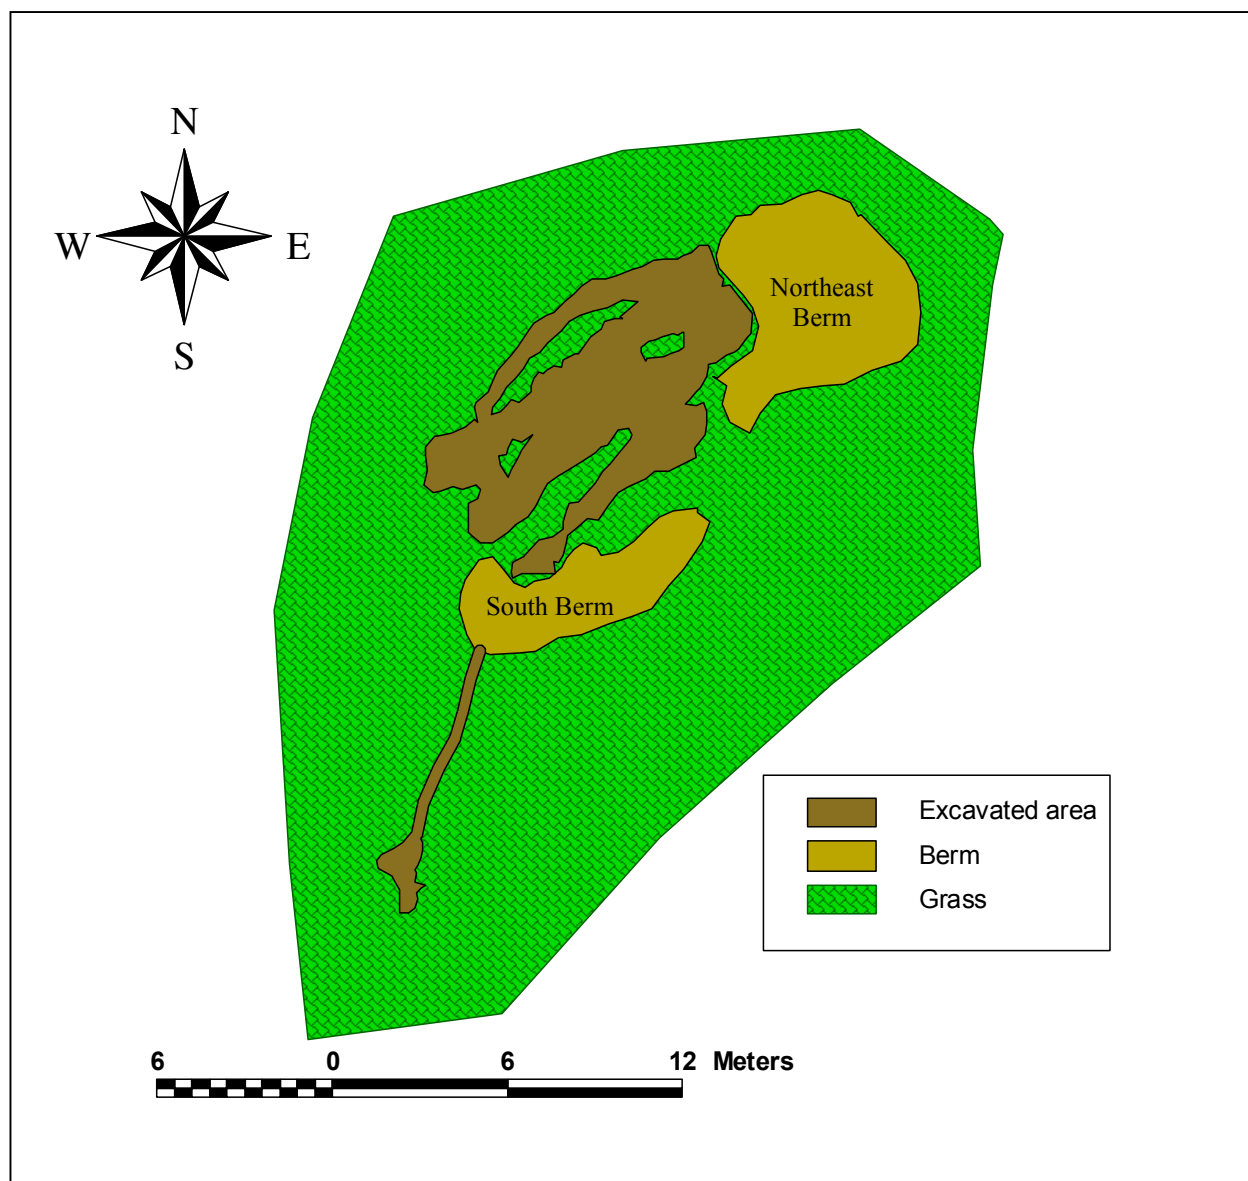 N
W
E
S
Northeast
Berm
South Berm
Excavated area
Berm
Grass
6 0 6 12 Meters